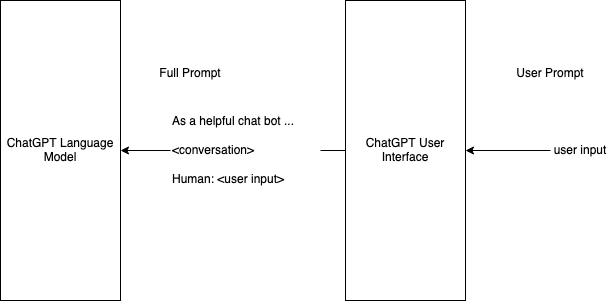 Full Prompt
User Prompt
As a helpful chat bot ...
ChatGPT Language
Model
<conversation>
ChatGPT User
Interface
user input
Human: <user input>